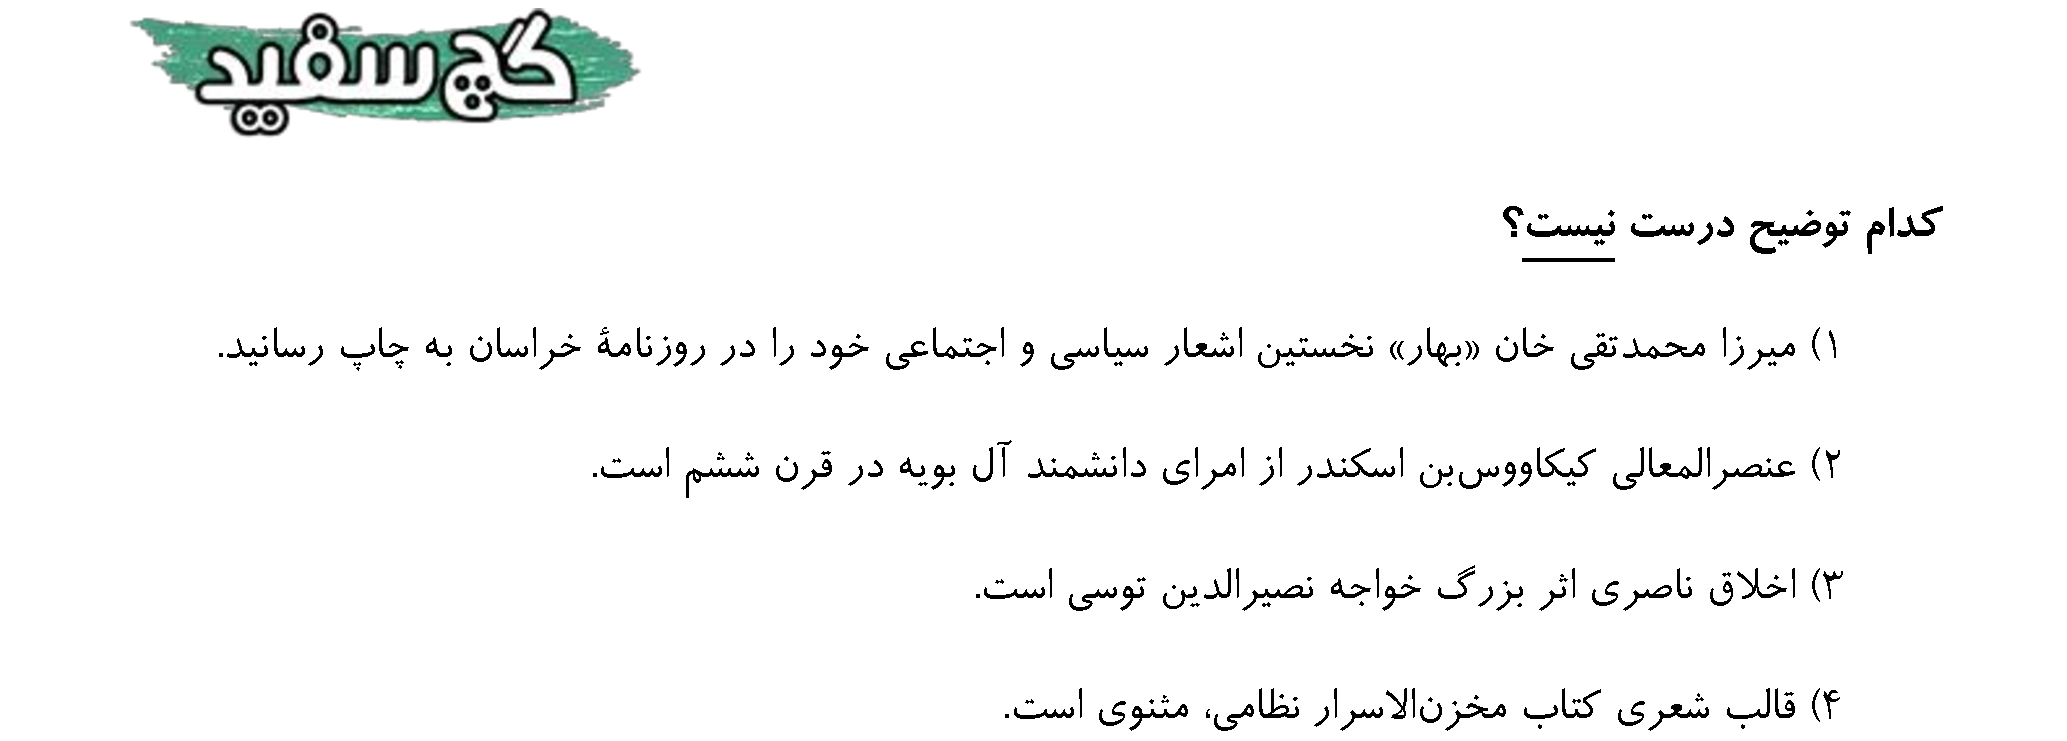 گچ سفید
کدام توضیح درست نیست؟
۱) میرزا محمدتقی خان «بهار» نخستین اشعار سیاسی و اجتماعی خود را در روزنامهٔ خراسان به چاپ رسانید.
۲) عنصرالمعالی کیکاووس‌بن اسکندر از امرای دانشمند آل بویه در قرن ششم است.
۳) اخلاق ناصری اثر بزرگ خواجه نصیرالدین توسی است.
۴) قالب شعری کتاب مخزن‌الاسرار نظامی، مثنوی است.